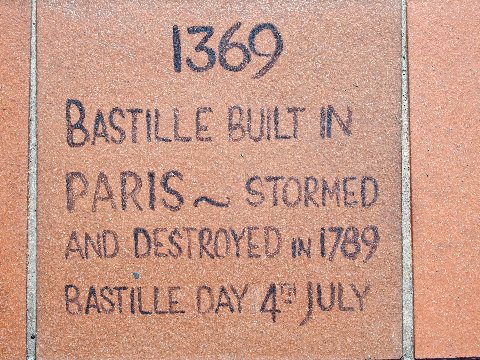 1369
BASTILLE BUILT IN
PARIS ~ STORMED
AND DESTROYED IN 1789
BASTILLE DAY 4TH JULY